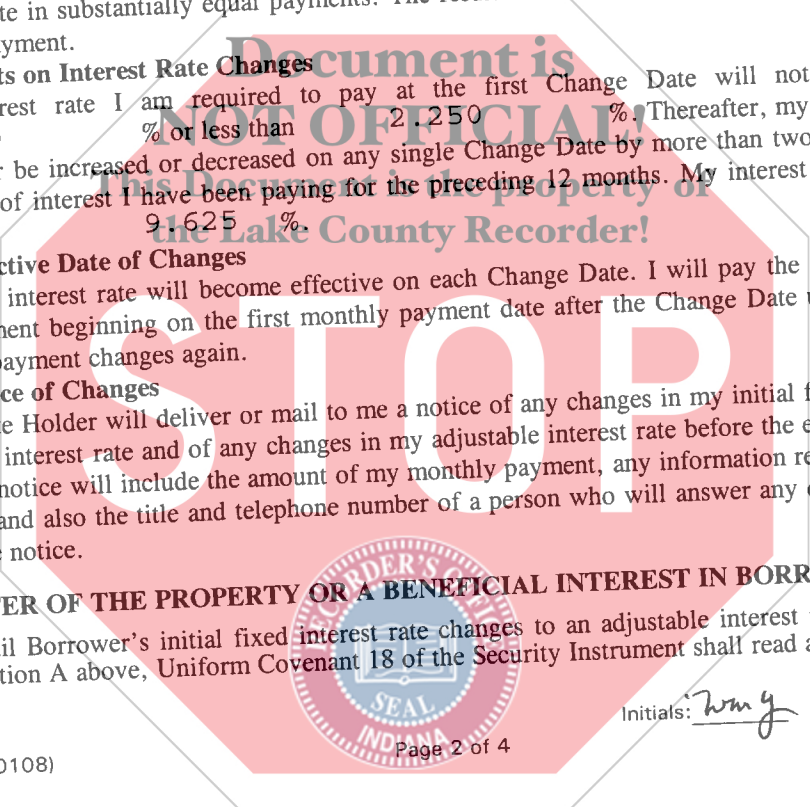 te in substantially equal payments. The
yment.
ts on Interest Rate Changes
Document is
rest rate I am required to pay at the first Change Date will not
NOT OFFICIAL!
% or less than 2.250 %. Thereafter, my
r be increased or decreased on any single Change Date by more than two
This Document is the property of
of interest I have been paying for the preceding 12 months. My interest
9.625 %.
the Lake County Recorder!
ctive Date of Changes
interest rate will become effective on each Change Date. I will pay the
nent beginning on the first monthly payment date after the Change Date
payment changes again.
ce of Changes
e Holder will deliver or mail to me a notice of any changes in my initial f
interest rate and of any changes in my adjustable interest rate before the e
notice will include the amount of my monthly payment, any information re
and also the title and telephone number of a person who will answer any
e notice.
STOP
ER OF THE PROPERTY OR A BENEFICIAL INTEREST IN BORR
il Borrower's initial fixed interest rate changes to an adjustable interest
tion A above, Uniform Covenant 18 of the Security Instrument shall read a
RECORDER'S OFFICE
SEAL
INDIANA
Initials:
Page 2 of 4
0108)